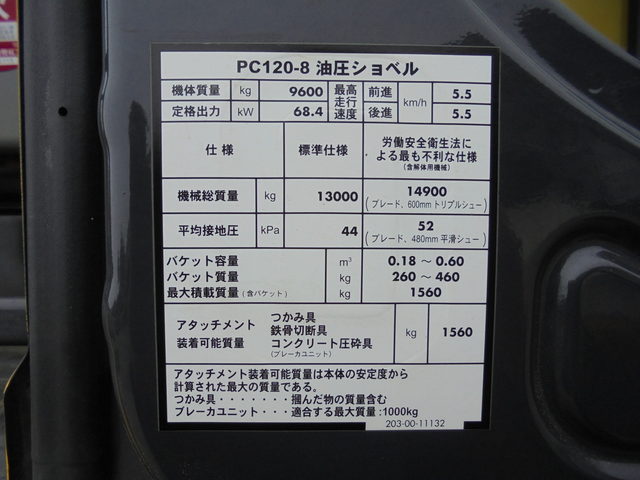 PC120-8 油圧ショベル
機体質量 kg 9600 最高走行速度 前進 km/h 5.5
定格出力 kW 68.4 後進 5.5
仕様 標準仕様 労働安全衛生法による最も不利な仕様 (含解体用機械)
機械総質量 kg 13000 14900
(ブレード、600mmトリプルシュー)
平均接地圧 kPa 44 52
(ブレード、480mm平滑シュー)
バケット容量 m³ 0.18 ～ 0.60
バケット質量 kg 260 ～ 460
最大積載質量(含バケット) kg 1560
アタッチメント装着可能質量 つかみ具 kg 1560
鉄骨切断具
コンクリート圧砕具
(ブレーカユニット)
アタッチメント装着可能質量は本体の安定度から
計算された最大の質量である。
つかみ具・・・・・・・掴んだ物の質量含む
ブレーカユニット・・・適合する最大質量:1000kg
203-00-11132